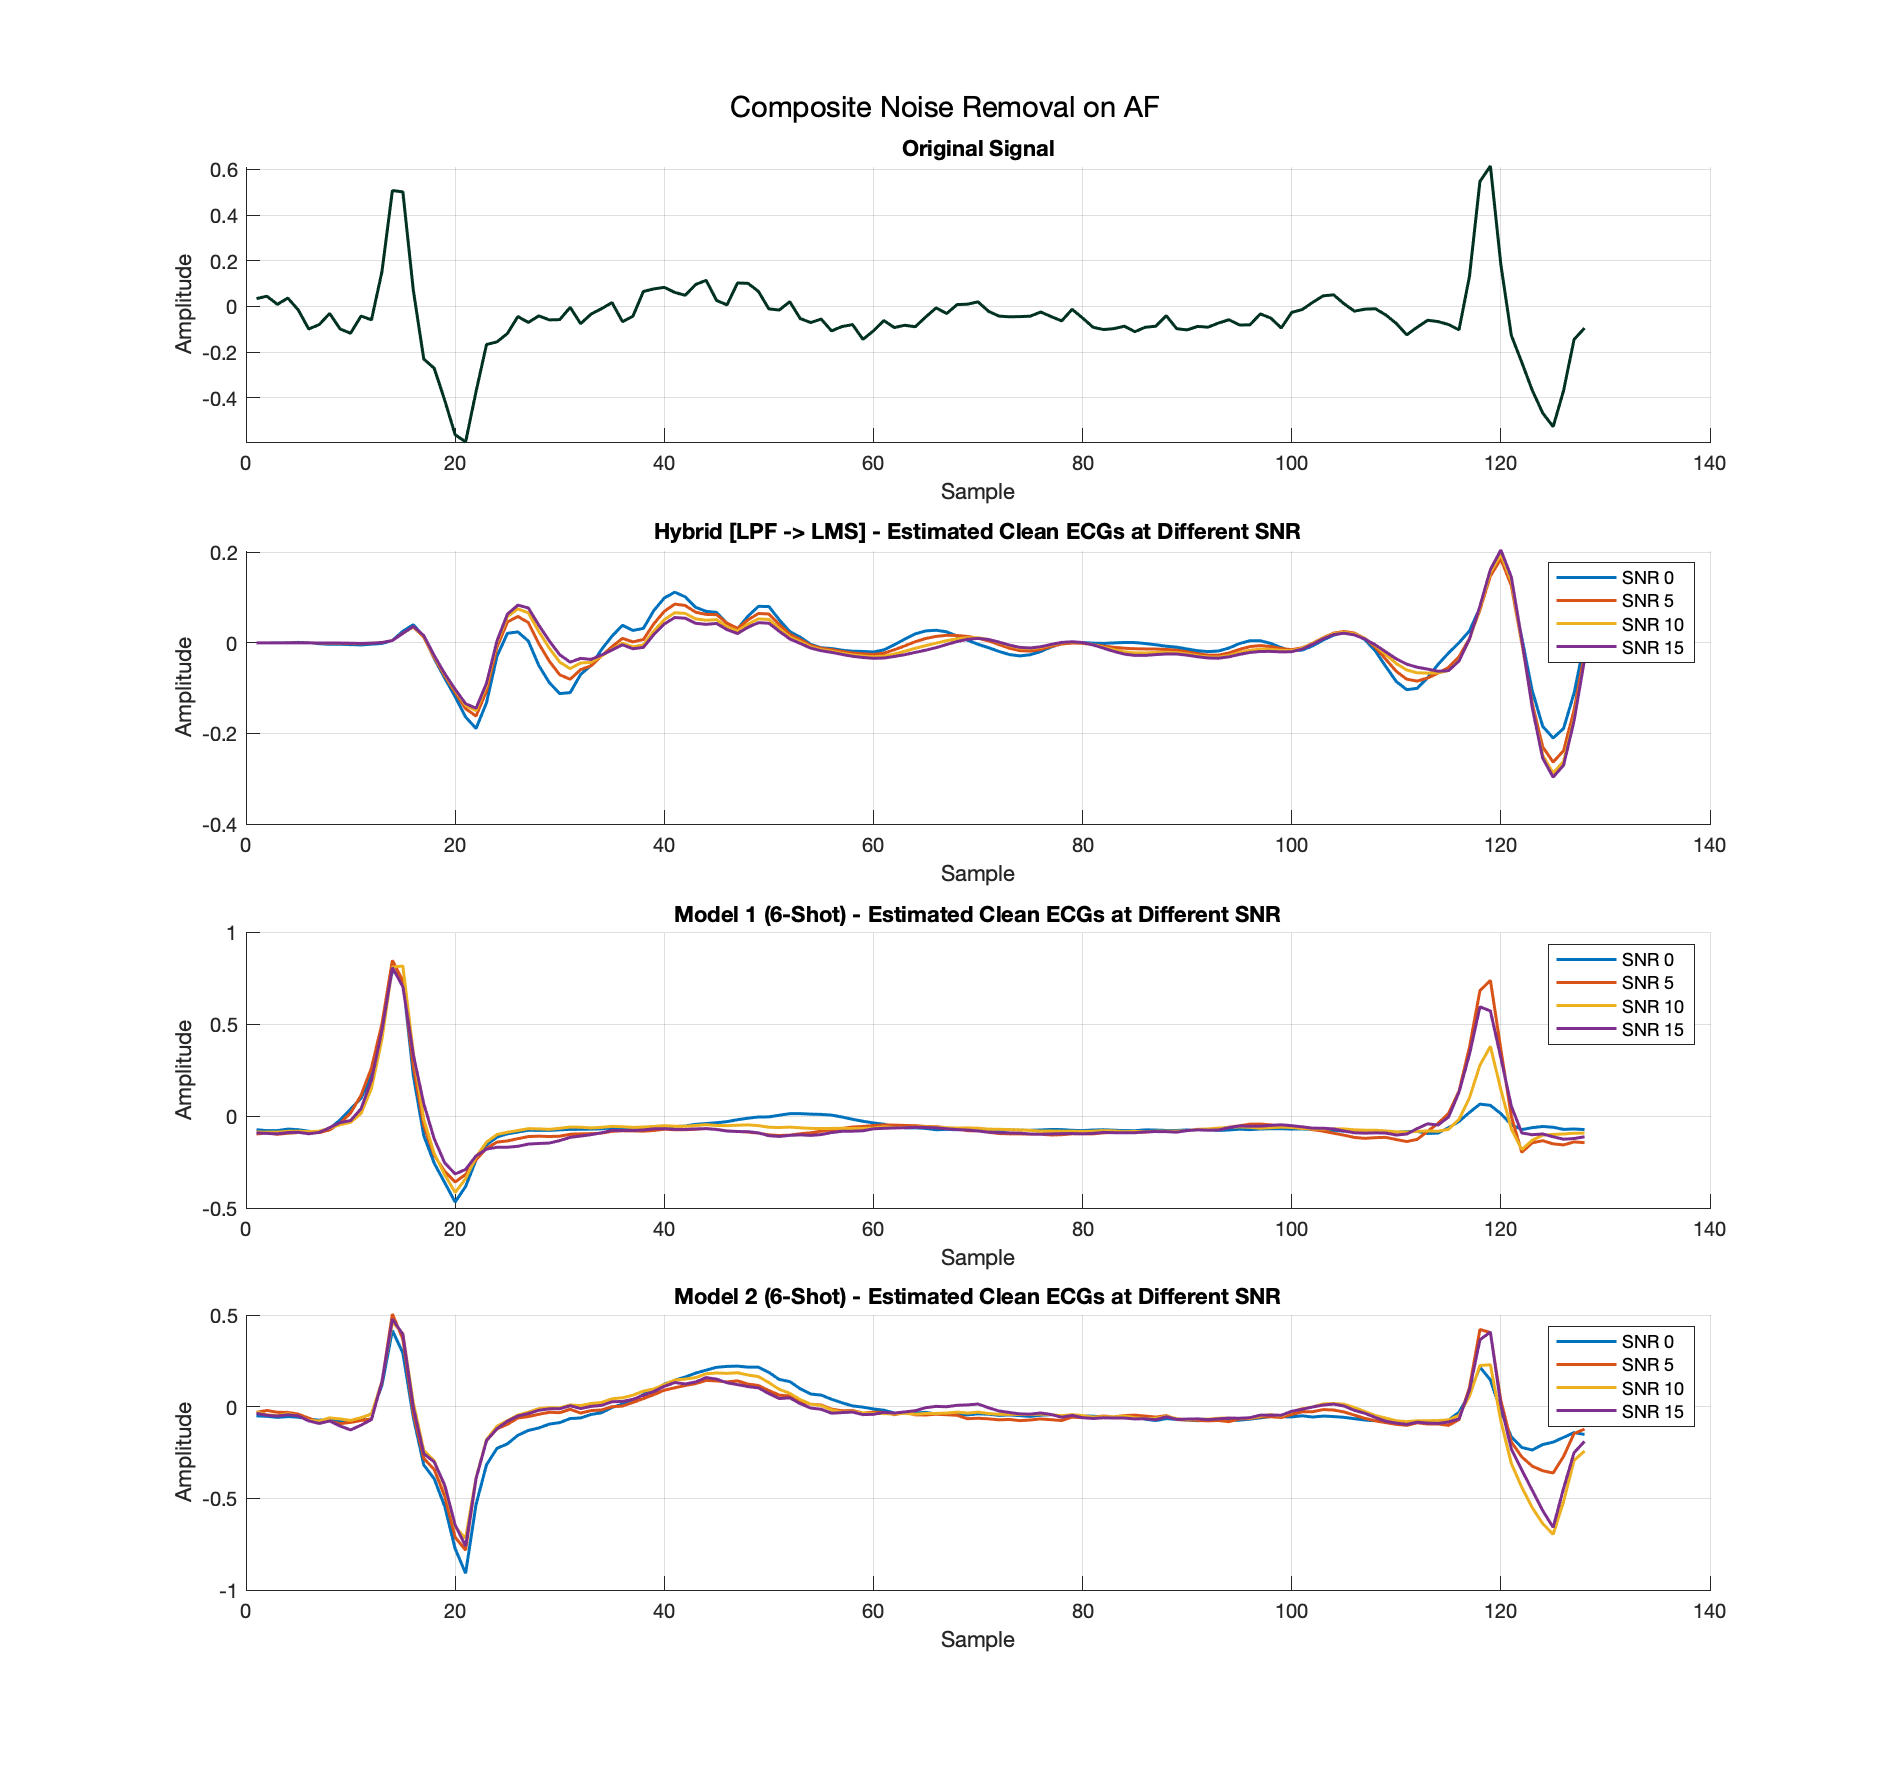 Composite Noise Removal on AF
Original Signal
Amplitude
0.6
0.4
0.2
0
-0.2
-0.4
0 20 40 60 80 100 120 140
Sample
Hybrid [LPF -> LMS] - Estimated Clean ECGs at Different SNR
Amplitude
0.2
0
-0.2
-0.4
SNR 0
SNR 5
SNR 10
SNR 15
0 20 40 60 80 100 120 140
Sample
Model 1 (6-Shot) - Estimated Clean ECGs at Different SNR
Amplitude
1
0.5
0
-0.5
SNR 0
SNR 5
SNR 10
SNR 15
0 20 40 60 80 100 120 140
Sample
Model 2 (6-Shot) - Estimated Clean ECGs at Different SNR
Amplitude
0.5
0
-0.5
-1
SNR 0
SNR 5
SNR 10
SNR 15
0 20 40 60 80 100 120 140
Sample